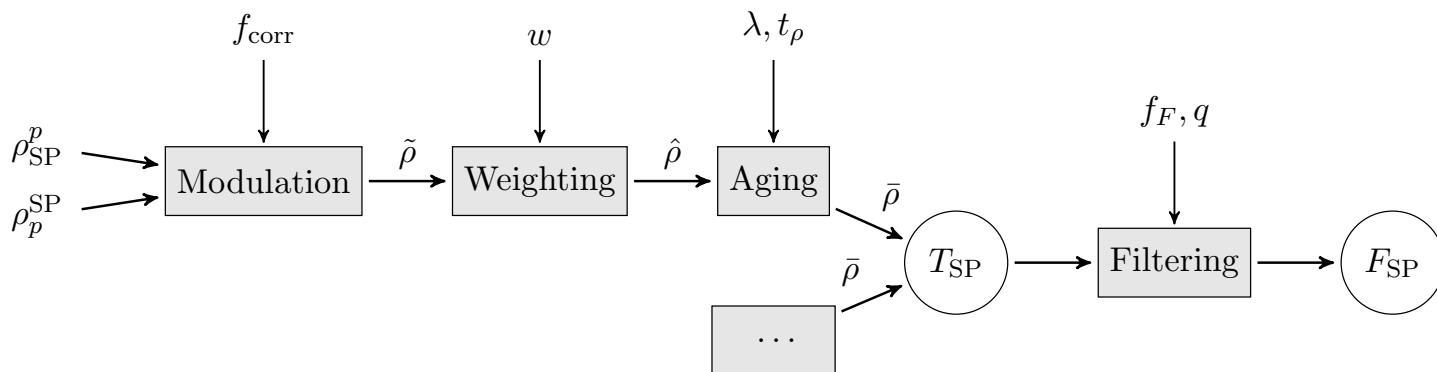 f_corr
w
λ, t_ρ
f_F, q
ρ^p_SP
ρ^SP_p
Modulation
ρ̃
Weighting
ρ̂
Aging
ρ̄
ρ̄
T_SP
Filtering
F_SP
...